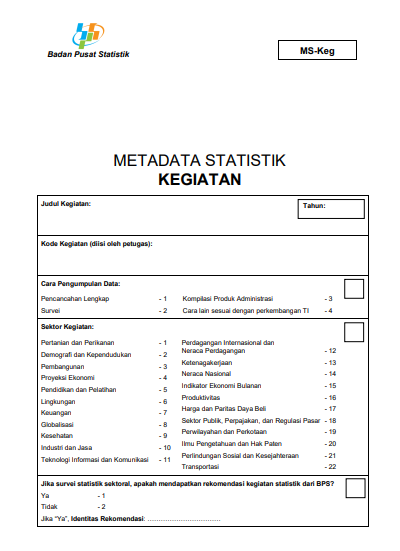 Badan Pusat Statistik
MS-Keg
METADATA STATISTIK
KEGIATAN
Judul Kegiatan:
Tahun:
Kode Kegiatan (diisi oleh petugas):
Cara Pengumpulan Data:
Pencacahan Lengkap - 1 Kompilasi Produk Administrasi - 3
Survei - 2 Cara lain sesuai dengan perkembangan TI - 4
Sektor Kegiatan:
Pertanian dan Perikanan - 1
Demografi dan Kependudukan - 2
Pembangunan - 3
Proyeksi Ekonomi - 4
Pendidikan dan Pelatihan - 5
Lingkungan - 6
Keuangan - 7
Globalisasi - 8
Kesehatan - 9
Industri dan Jasa - 10
Teknologi Informasi dan Komunikasi - 11
Perdagangan Internasional dan
Neraca Perdagangan - 12
Ketenagakerjaan - 13
Neraca Nasional - 14
Indikator Ekonomi Bulanan - 15
Produktivitas - 16
Harga dan Paritas Daya Beli - 17
Sektor Publik, Perpajakan, dan Regulasi Pasar - 18
Perwilayahan dan Perkotaan - 19
Ilmu Pengetahuan dan Hak Paten - 20
Perlindungan Sosial dan Kesejahteraan - 21
Transportasi - 22
Jika survei statistik sektoral, apakah mendapatkan rekomendasi kegiatan statistik dari BPS?
Ya - 1
Tidak - 2
Jika "Ya", Identitas Rekomendasi: ................................